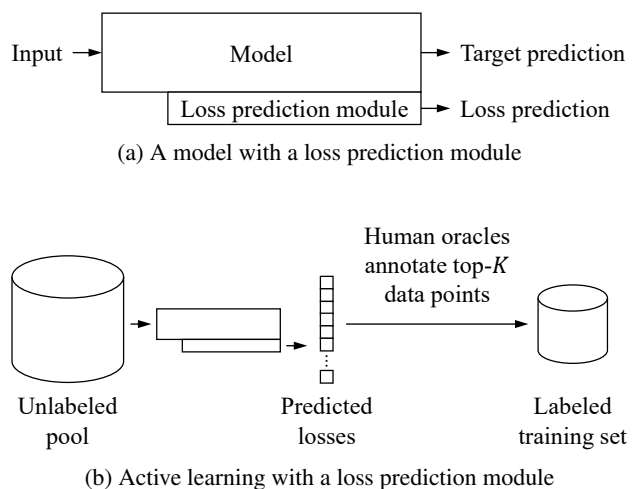 Input
Model
Target prediction
Loss prediction module
Loss prediction
(a) A model with a loss prediction module
Human oracles
annotate top-K
data points
Unlabeled
pool
Predicted
losses
Labeled
training set
(b) Active learning with a loss prediction module